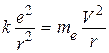 k e²/r² = mₑ V²/r